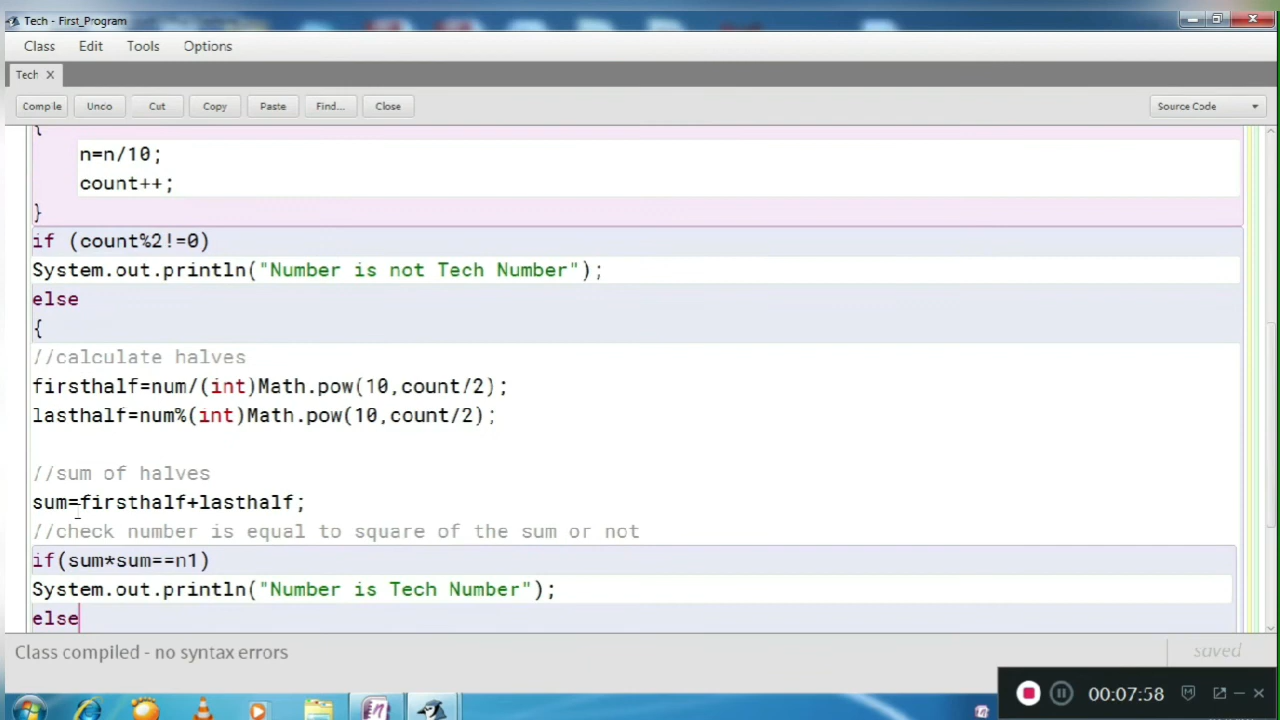 Tech - First_Program
Class Edit Tools Options
Tech X
Compile Undo Cut Copy Paste Find... Close Source Code
{
n=n/10;
count++;
}
if (count%2!=0)
System.out.println("Number is not Tech Number");
else
{
//calculate halves
firsthalf=num/(int)Math.pow(10,count/2);
lasthalf=num%(int)Math.pow(10,count/2);
//sum of halves
sum=firsthalf+lasthalf;
//check number is equal to square of the sum or not
if(sum*sum==n1)
System.out.println("Number is Tech Number");
else
Class compiled - no syntax errors
saved
00:07:58